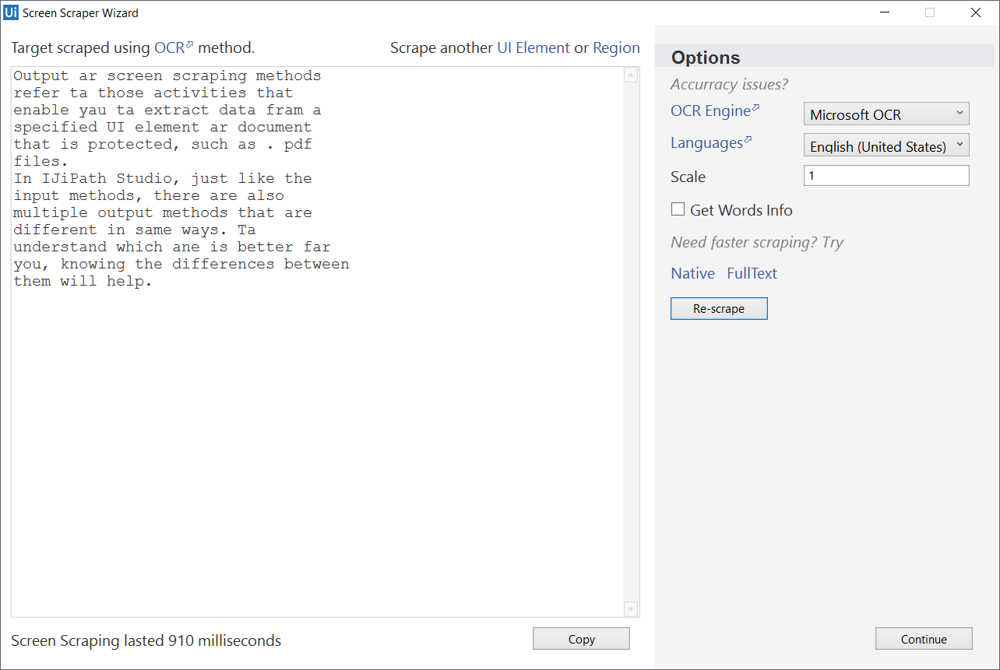 Ui Screen Scraper Wizard
Target scraped using OCR method.
Scrape another UI Element or Region
Output ar screen scraping methods
refer ta those activities that
enable yau ta extract data fram a
specified UI element ar document
that is protected, such as . pdf
files.
In IJiPath Studio, just like the
input methods, there are also
multiple output methods that are
different in same ways. Ta
understand which ane is better far
you, knowing the differences between
them will help.
Screen Scraping lasted 910 milliseconds
Copy
Options
Accurracy issues?
OCR Engine
Microsoft OCR
Languages
English (United States)
Scale
1
Get Words Info
Need faster scraping? Try
Native FullText
Re-scrape
Continue